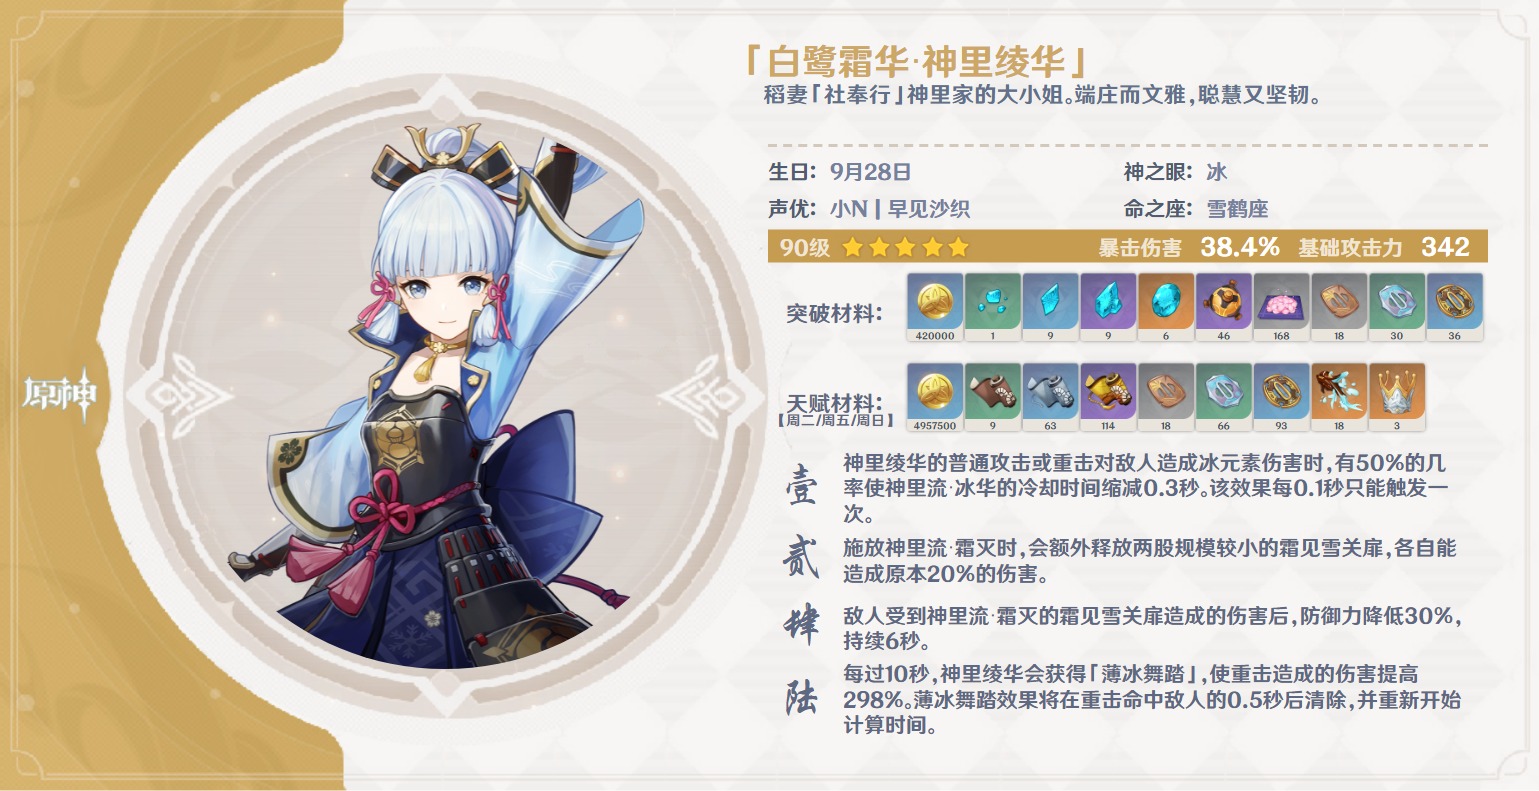 「白鹭霜华·神里绫华」
稻妻「社奉行」神里家的大小姐。端庄而文雅，聪慧又坚韧。
生日： 9月28日 神之眼： 冰
声优： 小N | 早见沙织 命之座： 雪鹤座
90级 暴击伤害 38.4% 基础攻击力 342
突破材料：
420000 1 9 9 6 46 168 18 30 36
天赋材料：
【周二/周五/周日】
4957500 9 63 114 18 66 93 18 3
原神
壹
神里绫华的普通攻击或重击对敌人造成冰元素伤害时，有50%的几
率使神里流·冰华的冷却时间缩减0.3秒。该效果每0.1秒只能触发一
次。
贰
施放神里流·霜灭时，会额外释放两股规模较小的霜见雪关扉，各自能
造成原本20%的伤害。
肆
敌人受到神里流·霜灭的霜见雪关扉造成的伤害后，防御力降低30%，
持续6秒。
陆
每过10秒，神里绫华会获得「薄冰舞踏」，使重击造成的伤害提高
298%。薄冰舞踏效果将在重击命中敌人的0.5秒后清除，并重新开始
计算时间。